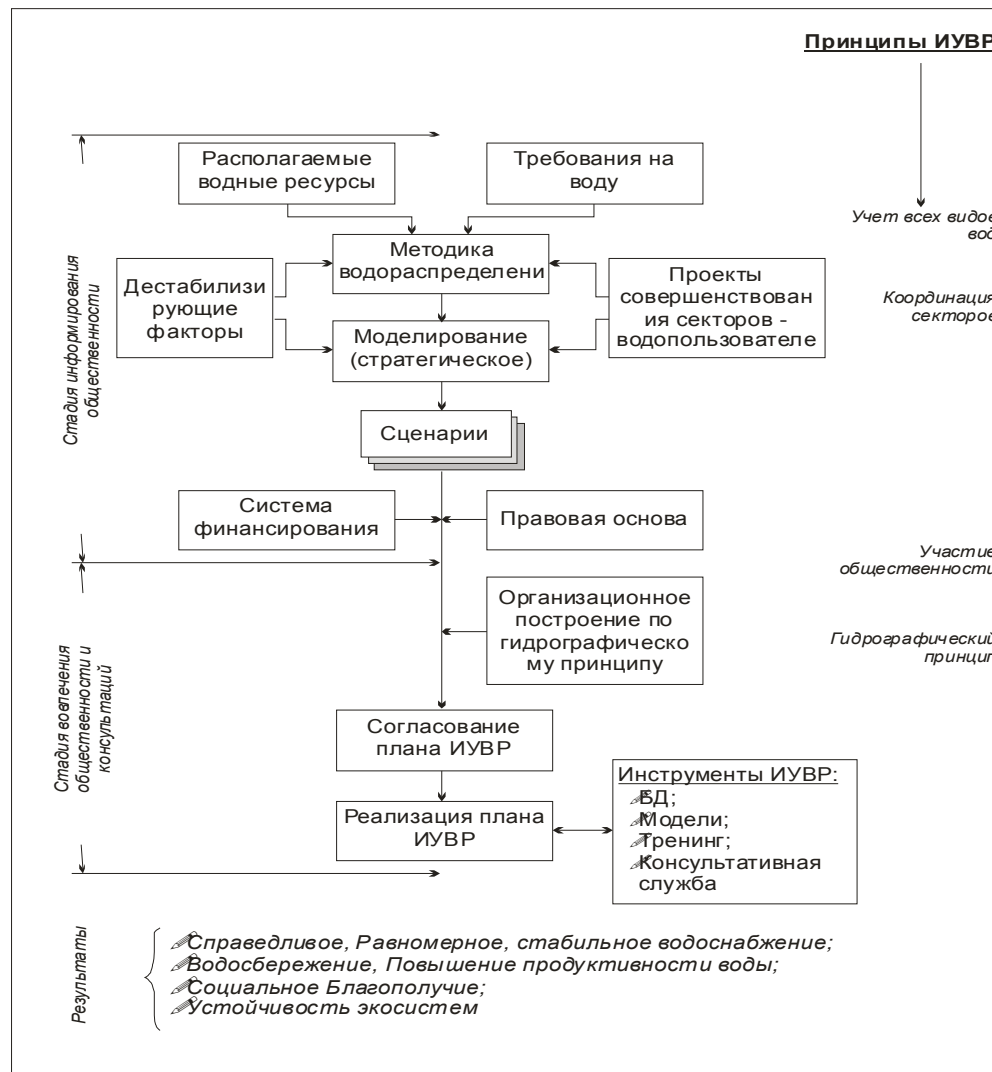 Принципы ИУВР
Располагаемые
водные ресурсы
Требования на
воду
Учет всех видов
вод
Методика
водораспределени
Дестабилизи
рующие
факторы
Проекты
совершенствован
ия секторов -
водопользователе
Координация
секторов
Моделирование
(стратегическое)
Стадия информирования
общественности
Сценарии
Система
финансирования
Правовая основа
Участие
общественности
Организационное
построение по
гидрографическо
му принципу
Гидрографический
принцип
Стадия вовлечения
общественности и
консультаций
Согласование
плана ИУВР
Реализация плана
ИУВР
Инструменты ИУВР:
БД;
Модели;
Тренинг;
Консультативная
служба
Результаты
Справедливое, Равномерное, стабильное водоснабжение;
Водосбережение, Повышение продуктивности воды;
Социальное Благополучие;
Устойчивость экосистем